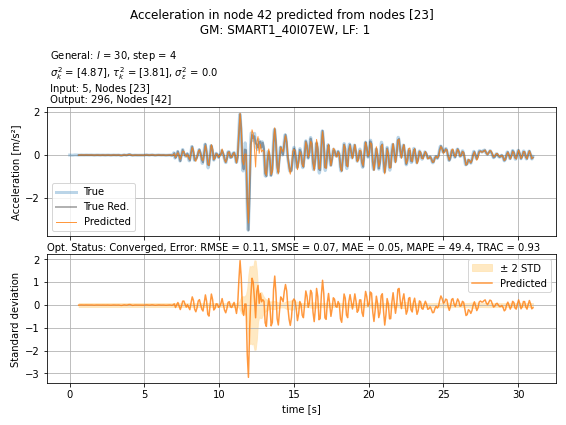 Acceleration in node 42 predicted from nodes [23]
GM: SMART1_40I07EW, LF: 1
General: l = 30, step = 4
σ²ₖ = [4.87], τ²ₖ = [3.81], σ²ε = 0.0
Input: 5, Nodes [23]
Output: 296, Nodes [42]
Acceleration [m/s²]
2
0
−2
True
True Red.
Predicted
Opt. Status: Converged, Error: RMSE = 0.11, SMSE = 0.07, MAE = 0.05, MAPE = 49.4, TRAC = 0.93
Standard deviation
2
1
0
−1
−2
−3
± 2 STD
Predicted
0 5 10 15 20 25 30
time [s]